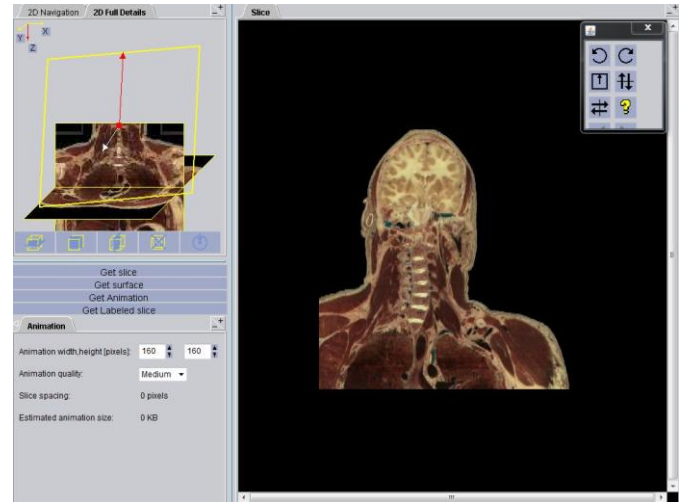 2D Navigation
2D Full Details
Slice
X
Y
Z
Get slice
Get surface
Get Animation
Get Labeled slice
Animation
Animation width,height [pixels]: 160 160
Animation quality: Medium
Slice spacing: 0 pixels
Estimated animation size: 0 KB